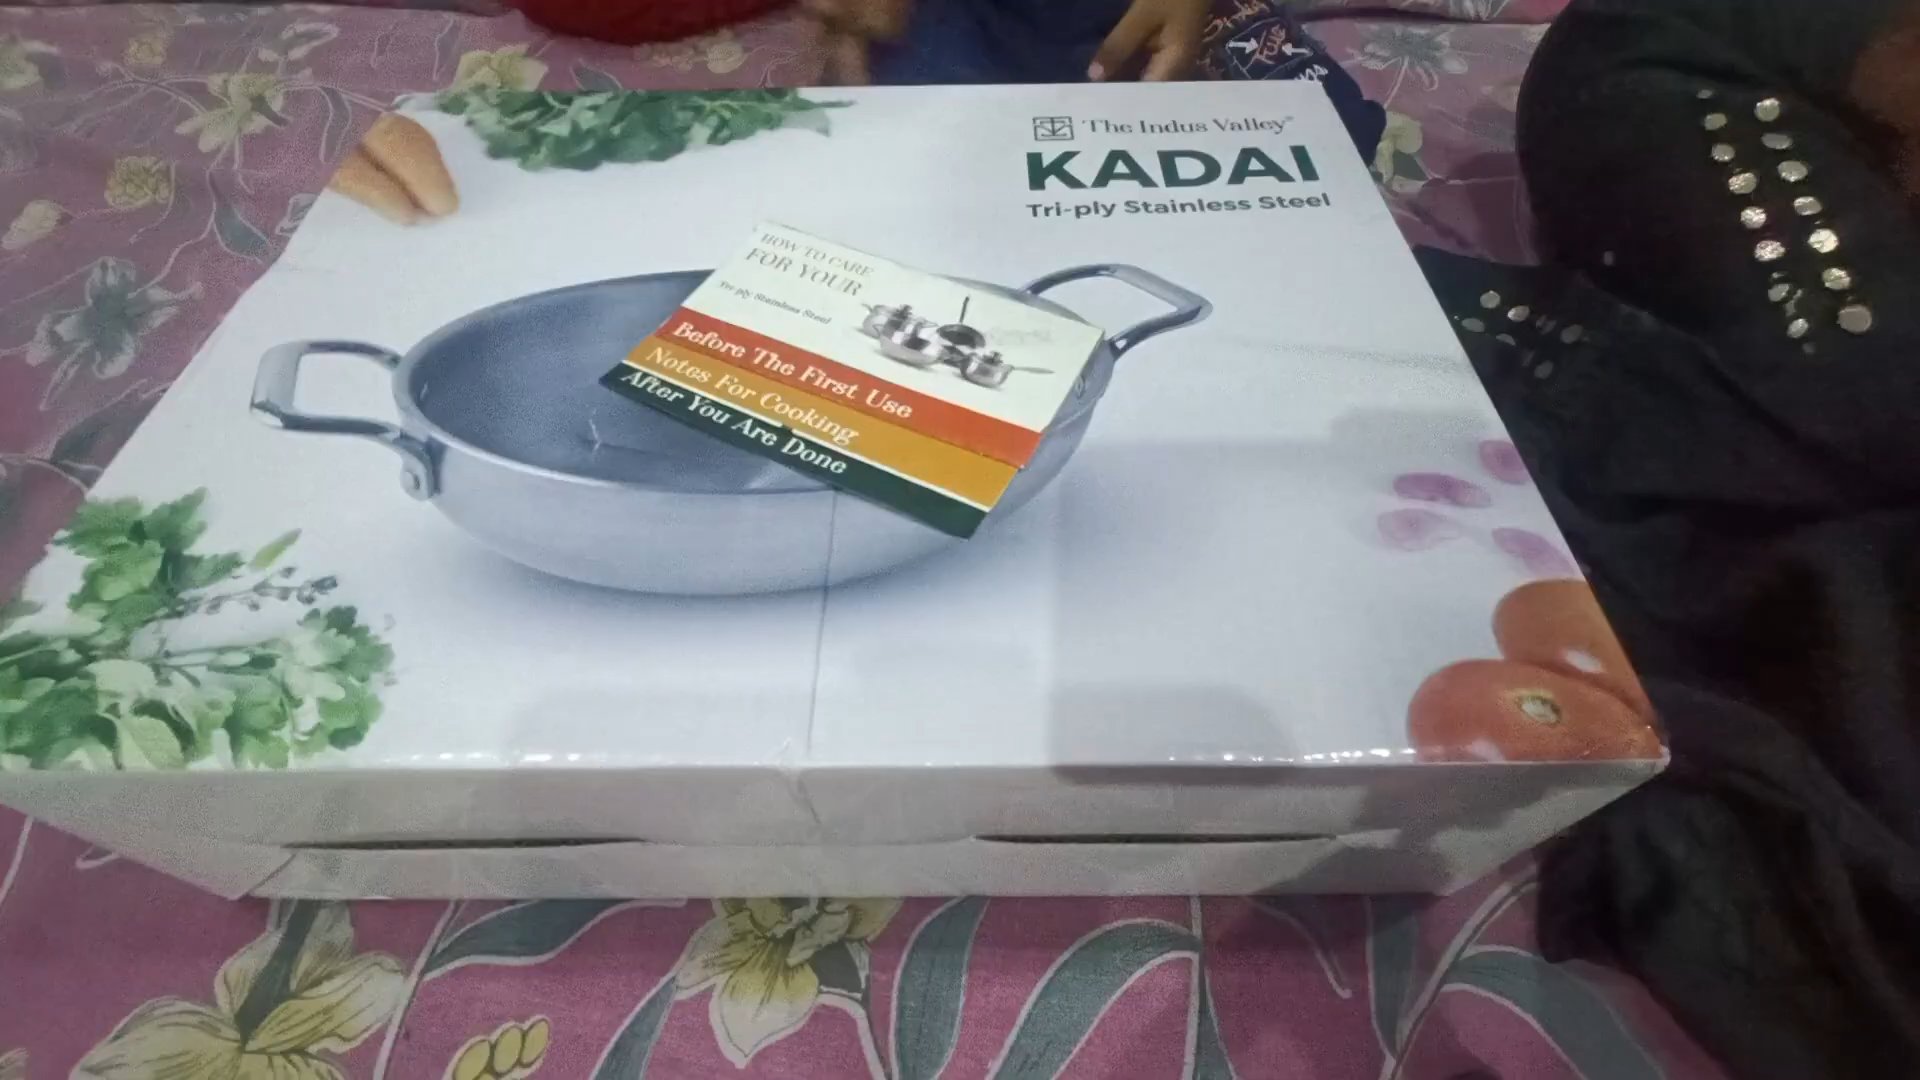 The Indus Valley
KADAI
Tri-ply Stainless Steel
HOW TO CARE
FOR YOUR
Tri-ply Stainless Steel
Before The First Use
Notes For Cooking
After You Are Done